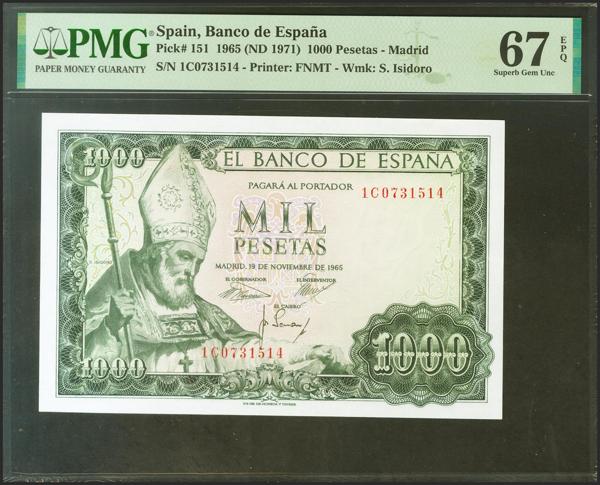 PMG
PAPER MONEY GUARANTY
Spain, Banco de España
Pick# 151 1965 (ND 1971) 1000 Pesetas - Madrid
S/N 1C0731514 - Printer: FNMT - Wmk: S. Isidoro
67 EPQ
Superb Gem Unc
1000
EL BANCO DE ESPAÑA
PAGARÁ AL PORTADOR
1C0731514
MIL
PESETAS
MADRID, 19 DE NOVIEMBRE DE 1965
EL GOBERNADOR
EL INTERVENTOR
EL CAJERO
S. ISIDORO
1C0731514
1000
1000